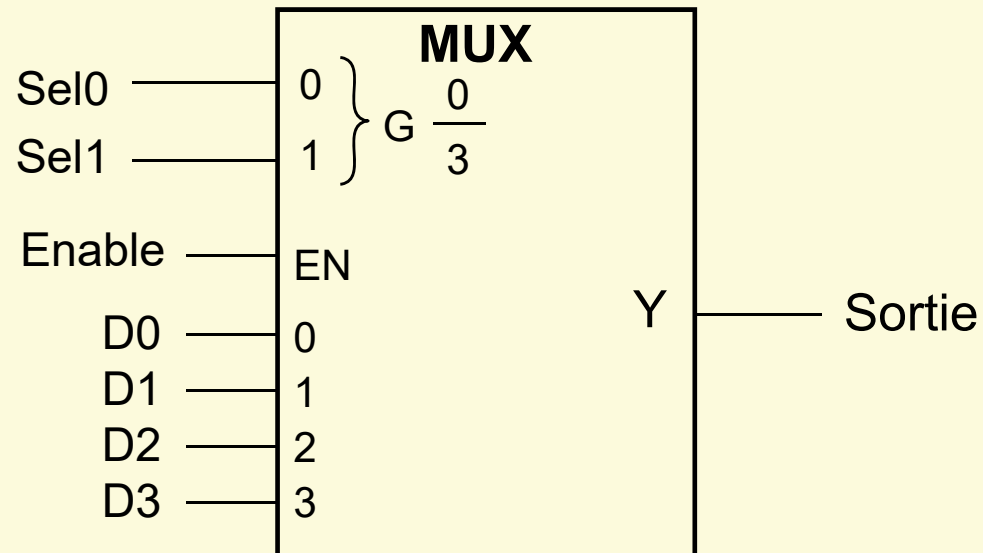 MUX
Sel0 0
Sel1 1
G 0
3
Enable EN
D0 0
D1 1
D2 2
D3 3
Y Sortie